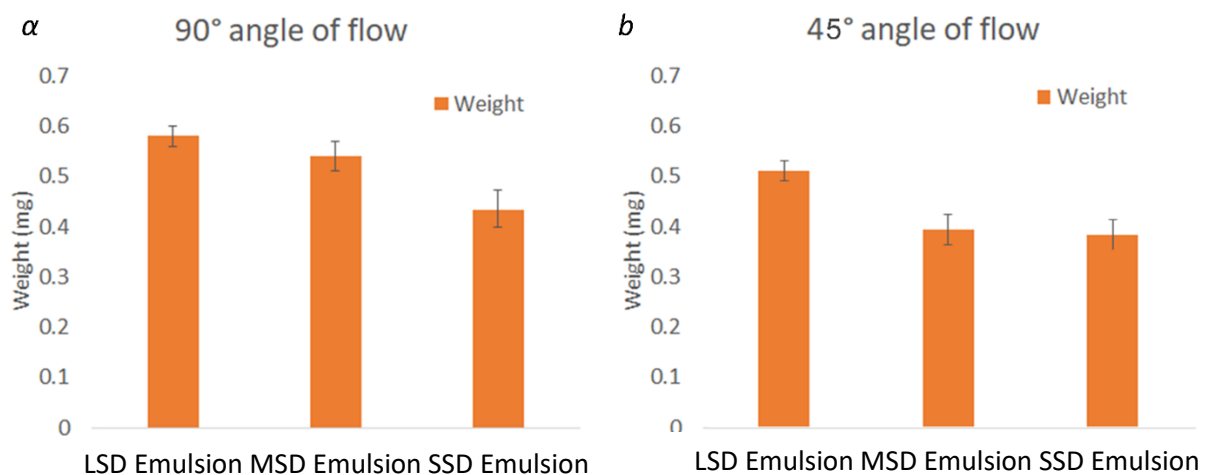 α
90° angle of flow
Weight
Weight (mg)
0.7
0.6
0.5
0.4
0.3
0.2
0.1
0
LSD Emulsion MSD Emulsion SSD Emulsion
b
45° angle of flow
Weight
Weight (mg)
0.7
0.6
0.5
0.4
0.3
0.2
0.1
0
LSD Emulsion MSD Emulsion SSD Emulsion